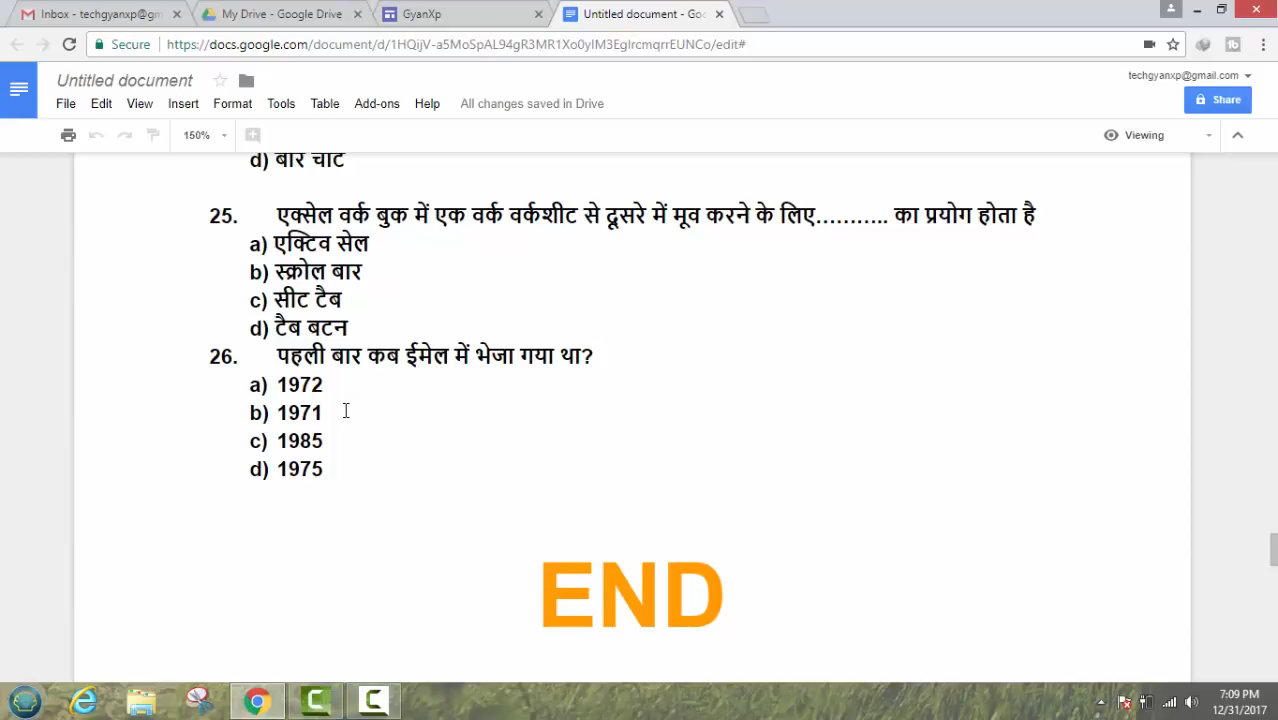 Inbox - techgyanxp@gm
My Drive - Google Drive
GyanXp
Untitled document - Goo
Secure
https://docs.google.com/document/d/1HQijV-a5MoSpAL94gR3MR1Xo0yIM3EgIrcmqrrEUNCo/edit#
Untitled document
techgyanxp@gmail.com
File Edit View Insert Format Tools Table Add-ons Help All changes saved in Drive
Share
150%
Viewing
d) बार चार्ट
25. एक्सेल वर्क बुक में एक वर्क वर्कशीट से दूसरे में मूव करने के लिए........... का प्रयोग होता है
a) एक्टिव सेल
b) स्क्रोल बार
c) सीट टैब
d) टैब बटन
26. पहली बार कब ईमेल में भेजा गया था?
a) 1972
b) 1971
c) 1985
d) 1975
END
7:09 PM
12/31/2017